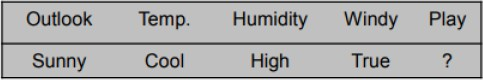 Outlook Temp. Humidity Windy Play
Sunny Cool High True ?